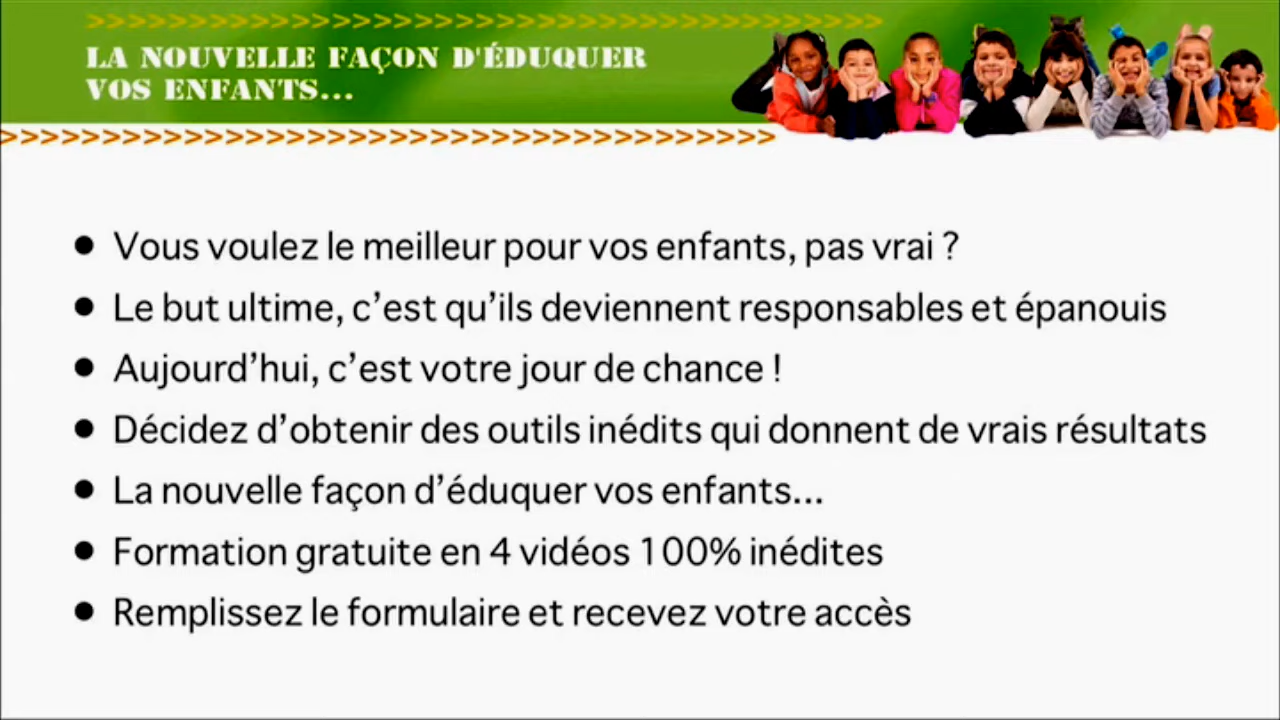 LA NOUVELLE FAÇON D'ÉDUQUER
VOS ENFANTS...
• Vous voulez le meilleur pour vos enfants, pas vrai ?
• Le but ultime, c’est qu’ils deviennent responsables et épanouis
• Aujourd’hui, c’est votre jour de chance !
• Décidez d’obtenir des outils inédits qui donnent de vrais résultats
• La nouvelle façon d’éduquer vos enfants...
• Formation gratuite en 4 vidéos 100% inédites
• Remplissez le formulaire et recevez votre accès